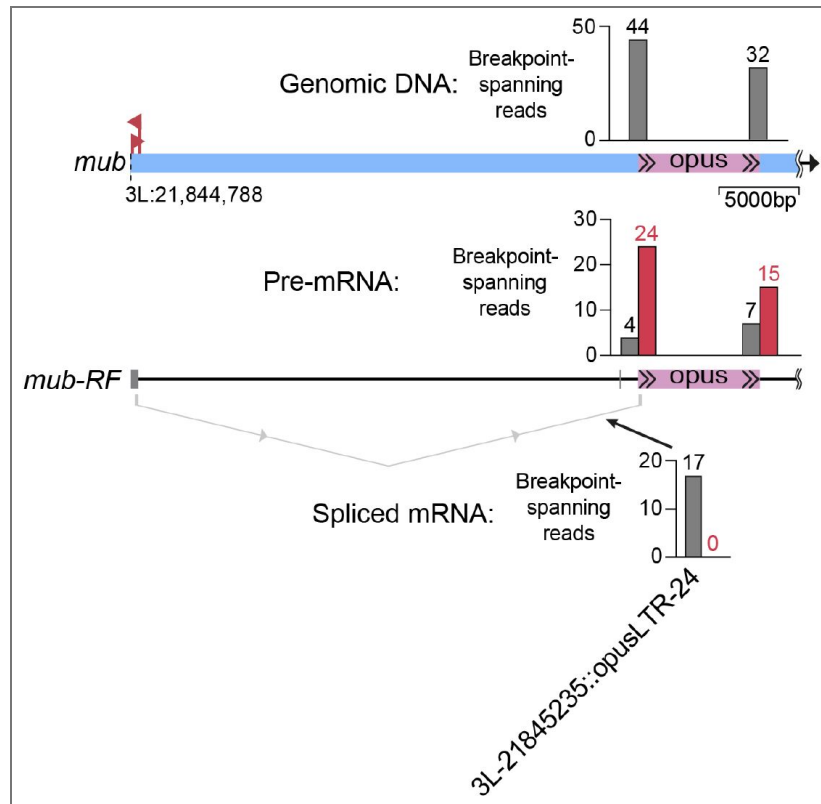 50
44
32
Breakpoint-
spanning
reads
Genomic DNA:
0
mub
opus
3L:21,844,788
5000bp
30
24
20
15
Breakpoint-
spanning
reads
Pre-mRNA:
10
4
7
0
mub-RF
opus
20
17
Breakpoint-
spanning
reads
10
Spliced mRNA:
0
0
3L-21845235::opusLTR-24